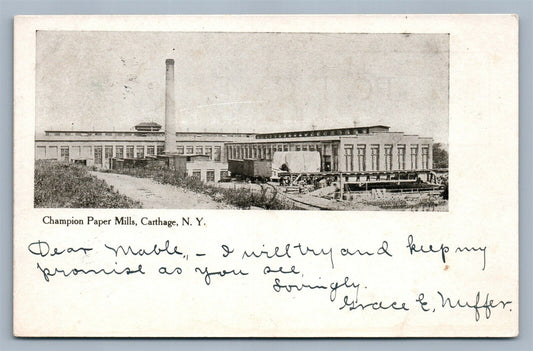 Champion Paper Mills, Carthage, N. Y.
Dear Mable, - I will try and keep my
promise as you see.
Lovingly.
Grace E. Nuffer.